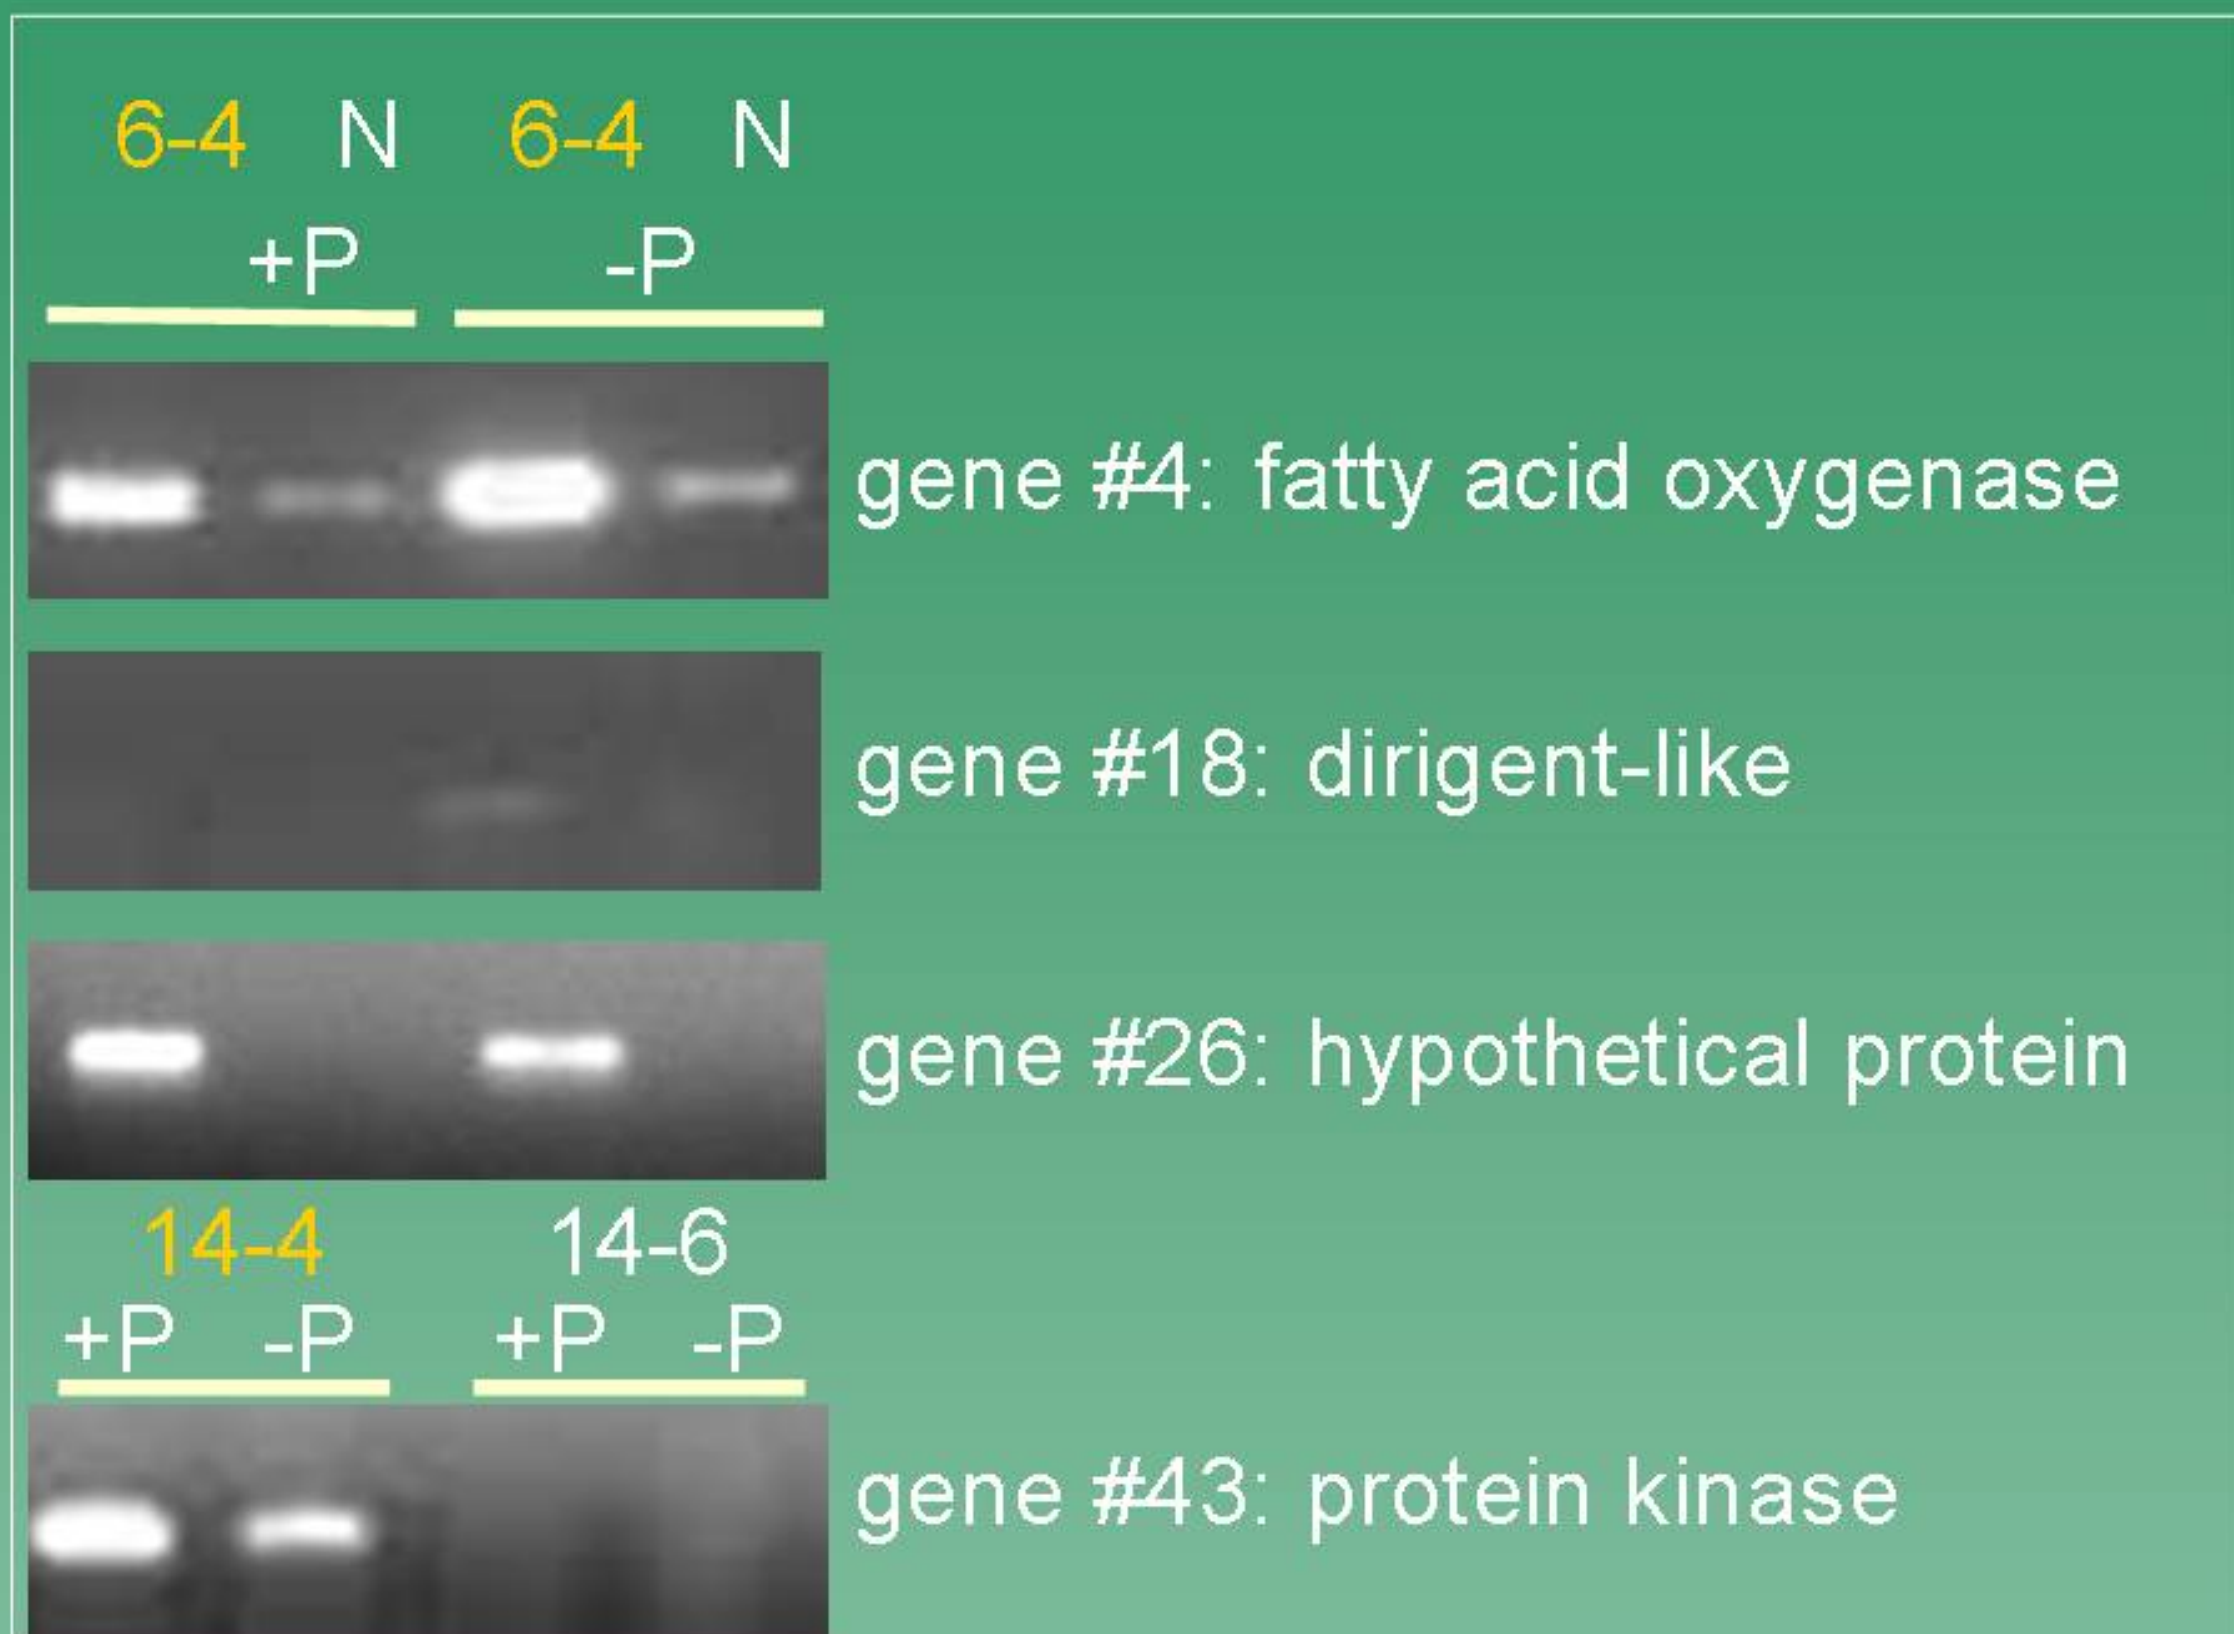 6-4 N 6-4 N
+P -P
gene #4: fatty acid oxygenase
gene #18: dirigent-like
gene #26: hypothetical protein
14-4 14-6
+P -P +P -P
gene #43: protein kinase